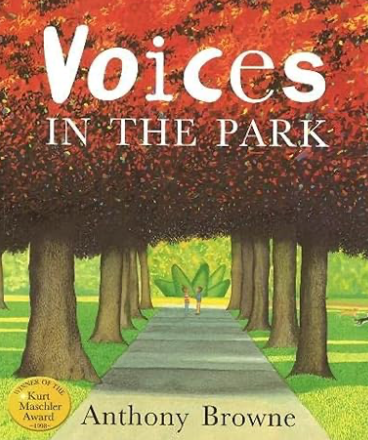 Voices
IN THE PARK
WINNER OF THE
Kurt
Maschler
Award
~1998~
Anthony Browne